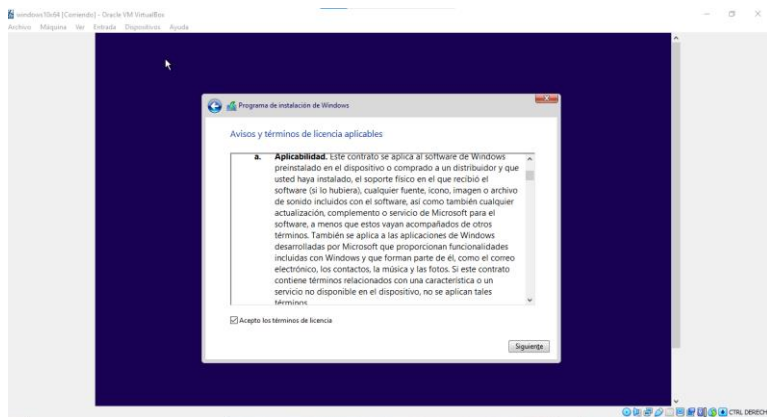 windows10x64 [Corriendo] - Oracle VM VirtualBox
Archivo Máquina Ver Entrada Dispositivos Ayuda
Programa de instalación de Windows
Avisos y términos de licencia aplicables
a. Aplicabilidad. Este contrato se aplica al software de Windows
preinstalado en el dispositivo o comprado a un distribuidor y que
usted haya instalado, el soporte físico en el que recibió el
software (si lo hubiera), cualquier fuente, icono, imagen o archivo
de sonido incluidos con el software, así como también cualquier
actualización, complemento o servicio de Microsoft para el
software, a menos que estos vayan acompañados de otros
términos. También se aplica a las aplicaciones de Windows
desarrolladas por Microsoft que proporcionan funcionalidades
incluidas con Windows y que forman parte de él, como el correo
electrónico, los contactos, la música y las fotos. Si este contrato
contiene términos relacionados con una característica o un
servicio no disponible en el dispositivo, no se aplican tales
términos.
Acepto los términos de licencia
Siguiente
CTRL DERECH